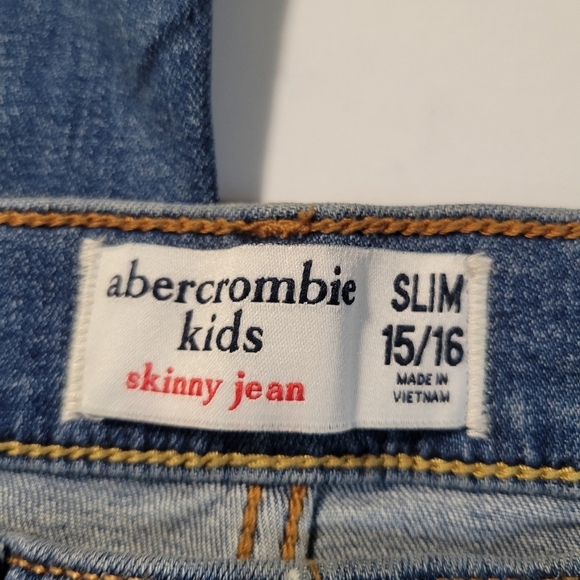 abercrombie
kids
skinny jean
SLIM
15/16
MADE IN
VIETNAM